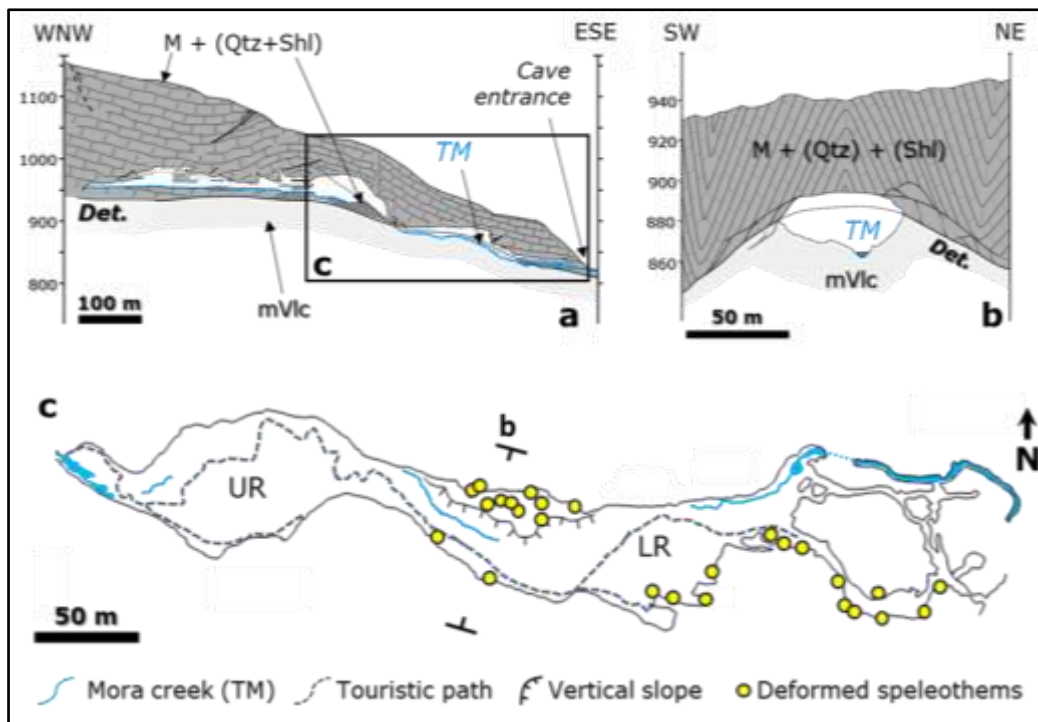 WNW
M + (Qtz+Shl)
ESE
Cave
entrance
TM
1100
1000
900
800
Det.
c
100 m
mVlc
a
SW
NE
940
920
900
880
860
M + (Qtz) + (Shl)
TM
Det.
mVlc
50 m
b
c
b
N
UR
LR
50 m
Mora creek (TM)
Touristic path
Vertical slope
Deformed speleothems